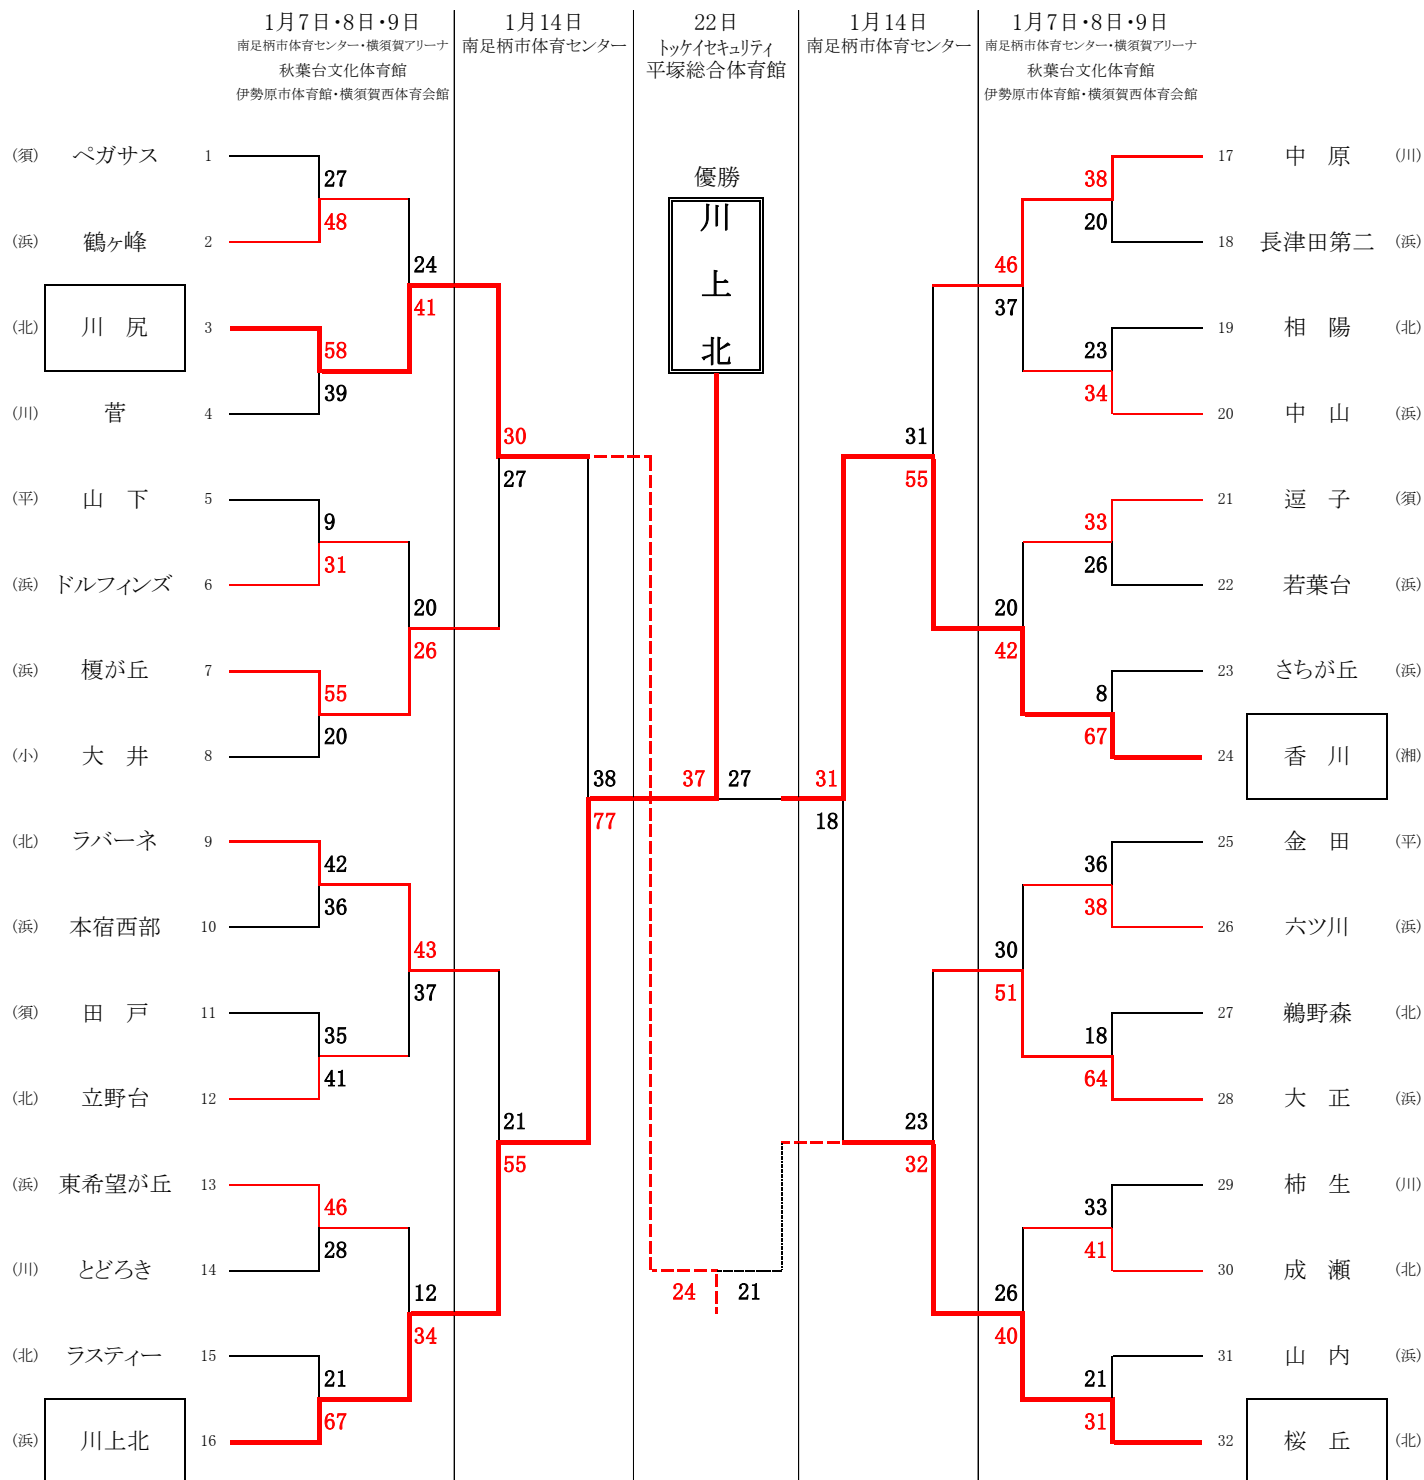 1月7日・8日・9日
南足柄市体育センター・横須賀アリーナ
秋葉台文化体育館
伊勢原市体育館・横須賀西体育会館
1月14日
南足柄市体育センター
22日
トッケイセキュリティ
平塚総合体育館
1月14日
南足柄市体育センター
1月7日・8日・9日
南足柄市体育センター・横須賀アリーナ
秋葉台文化体育館
伊勢原市体育館・横須賀西体育会館
優勝
川上北
(須) ペガサス 1
27
48
(浜) 鶴ヶ峰 2
24
41
(北) 川尻 3
58
39
(川) 菅 4
30
27
(平) 山下 5
9
31
(浜) ドルフィンズ 6
20
26
(浜) 榎が丘 7
55
20
(小) 大井 8
38
77
(北) ラバーネ 9
42
36
(浜) 本宿西部 10
43
37
(須) 田戸 11
35
41
(北) 立野台 12
21
55
(浜) 東希望が丘 13
46
28
(川) とどろき 14
12
34
(北) ラスティー 15
21
67
(浜) 川上北 16
37 27
24 21
17 中原 (川)
38
20
18 長津田第二 (浜)
46
37
19 相陽 (北)
23
34
20 中山 (浜)
31
55
21 逗子 (須)
33
26
22 若葉台 (浜)
20
42
23 さちが丘 (浜)
8
67
24 香川 (湘)
31
18
25 金田 (平)
36
38
26 六ツ川 (浜)
30
51
27 鵜野森 (北)
18
64
28 大正 (浜)
23
32
29 柿生 (川)
33
41
30 成瀬 (北)
26
40
31 山内 (浜)
21
31
32 桜丘 (北)